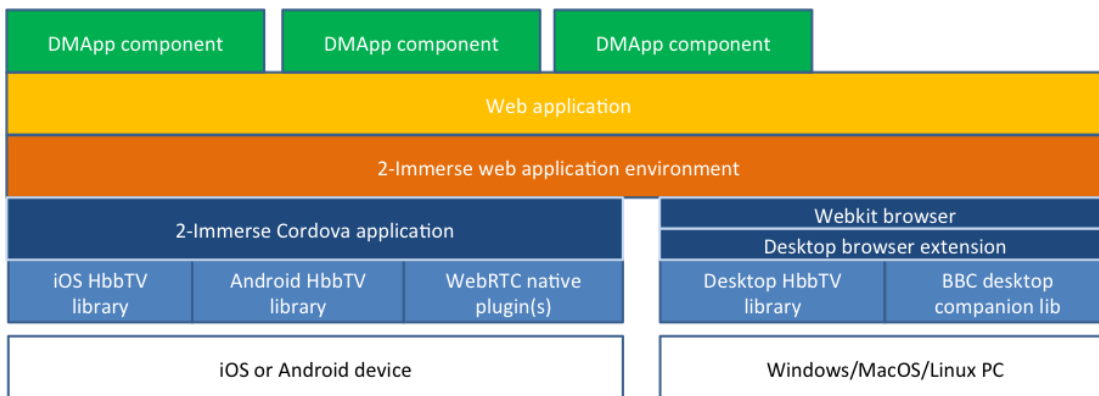 DMApp component
DMApp component
DMApp component
Web application
2-Immerse web application environment
2-Immerse Cordova application
Webkit browser
Desktop browser extension
iOS HbbTV
library
Android HbbTV
library
WebRTC native
plugin(s)
Desktop HbbTV
library
BBC desktop
companion lib
iOS or Android device
Windows/MacOS/Linux PC